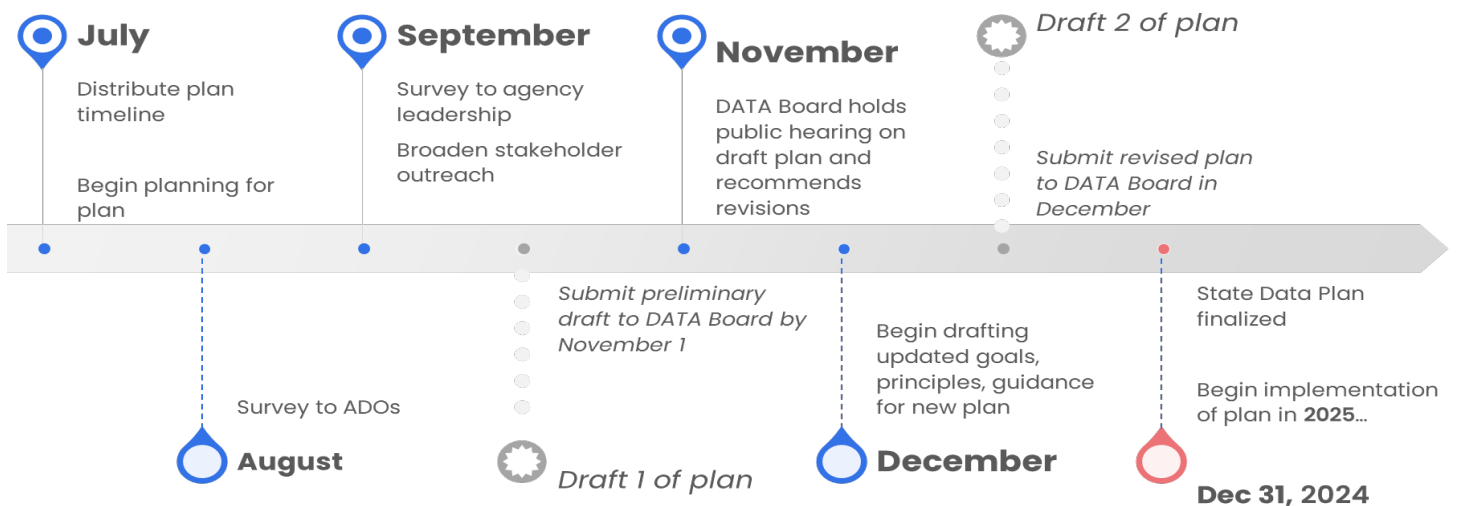 July
Distribute plan
timeline
Begin planning for
plan
September
Survey to agency
leadership
Broaden stakeholder
outreach
November
DATA Board holds
public hearing on
draft plan and
recommends
revisions
Draft 2 of plan
Submit revised plan
to DATA Board in
December
Survey to ADOs
August
Submit preliminary
draft to DATA Board by
November 1
Draft 1 of plan
Begin drafting
updated goals,
principles, guidance
for new plan
December
State Data Plan
finalized
Begin implementation
of plan in 2025...
Dec 31, 2024